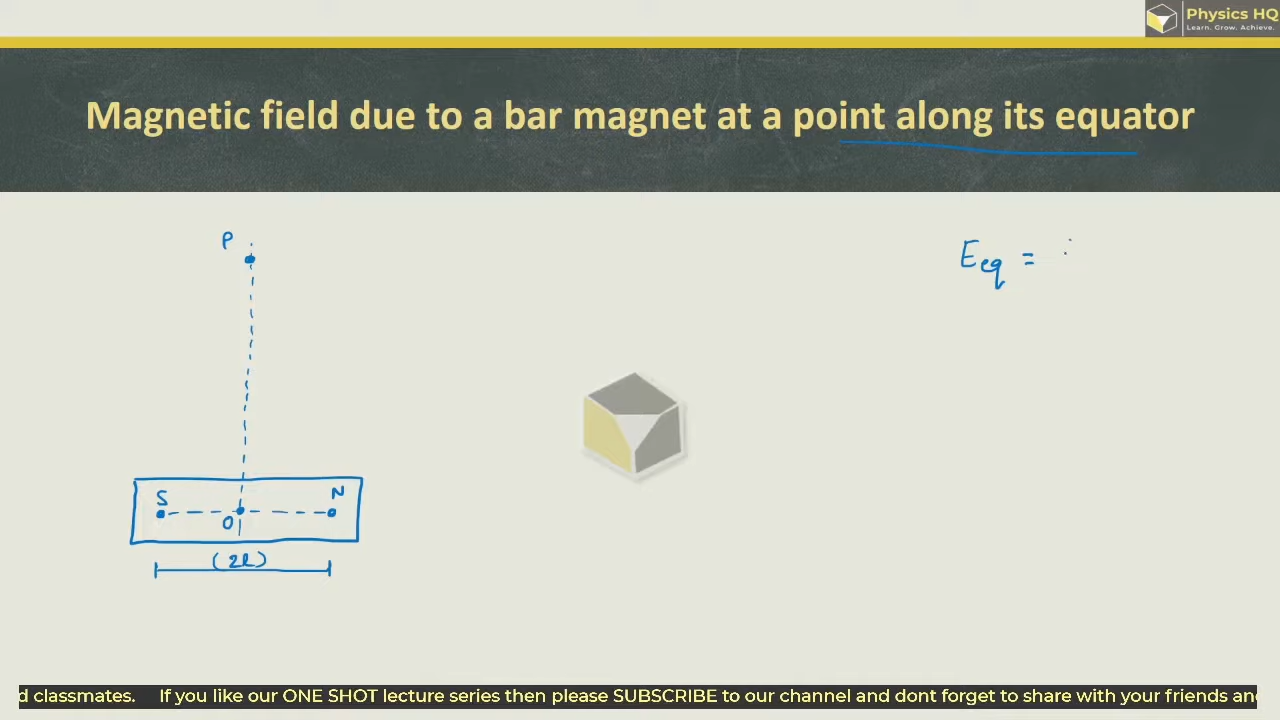 Physics HQ
Learn. Grow. Achieve.
Magnetic field due to a bar magnet at a point along its equator
P
E_eq =
S
N
O
(2l)
d classmates. If you like our ONE SHOT lecture series then please SUBSCRIBE to our channel and dont forget to share with your friends an